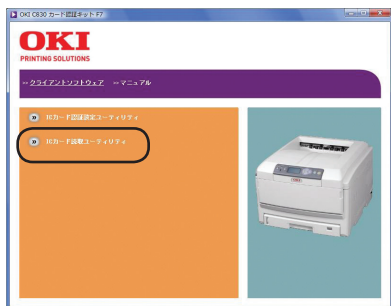 OKI C830 カード認証キット F7
OKI
PRINTING SOLUTIONS
クライアントソフトウェア マニュアル
IDカード認証設定ユーティリティ
IDカード読取ユーティリティ